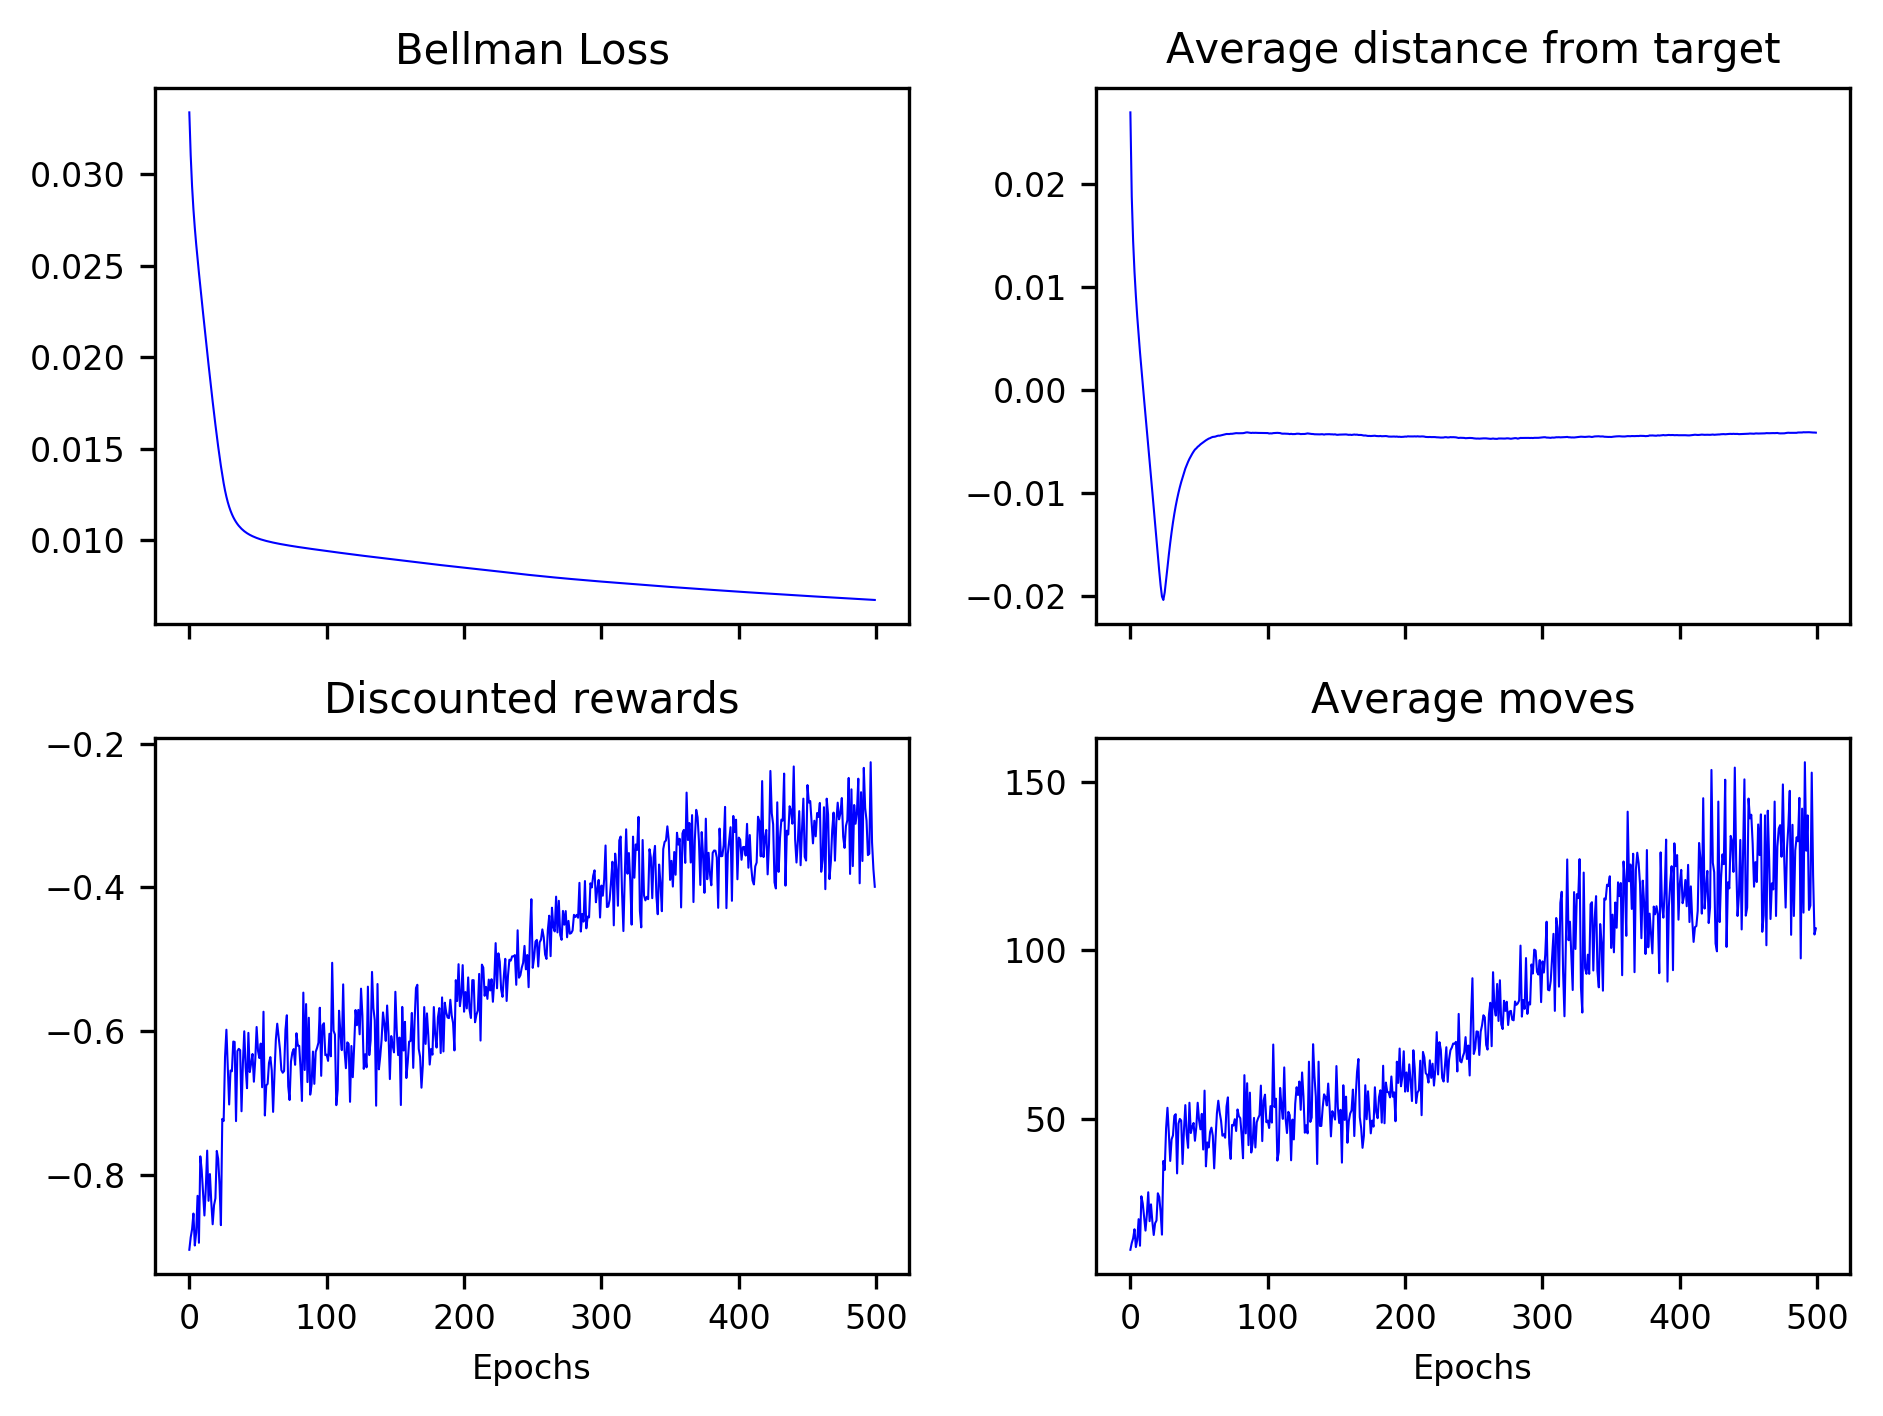 Bellman Loss
0.030
0.025
0.020
0.015
0.010
Average distance from target
0.02
0.01
0.00
−0.01
−0.02
Discounted rewards
−0.2
−0.4
−0.6
−0.8
0 100 200 300 400 500
Epochs
Average moves
150
100
50
0 100 200 300 400 500
Epochs